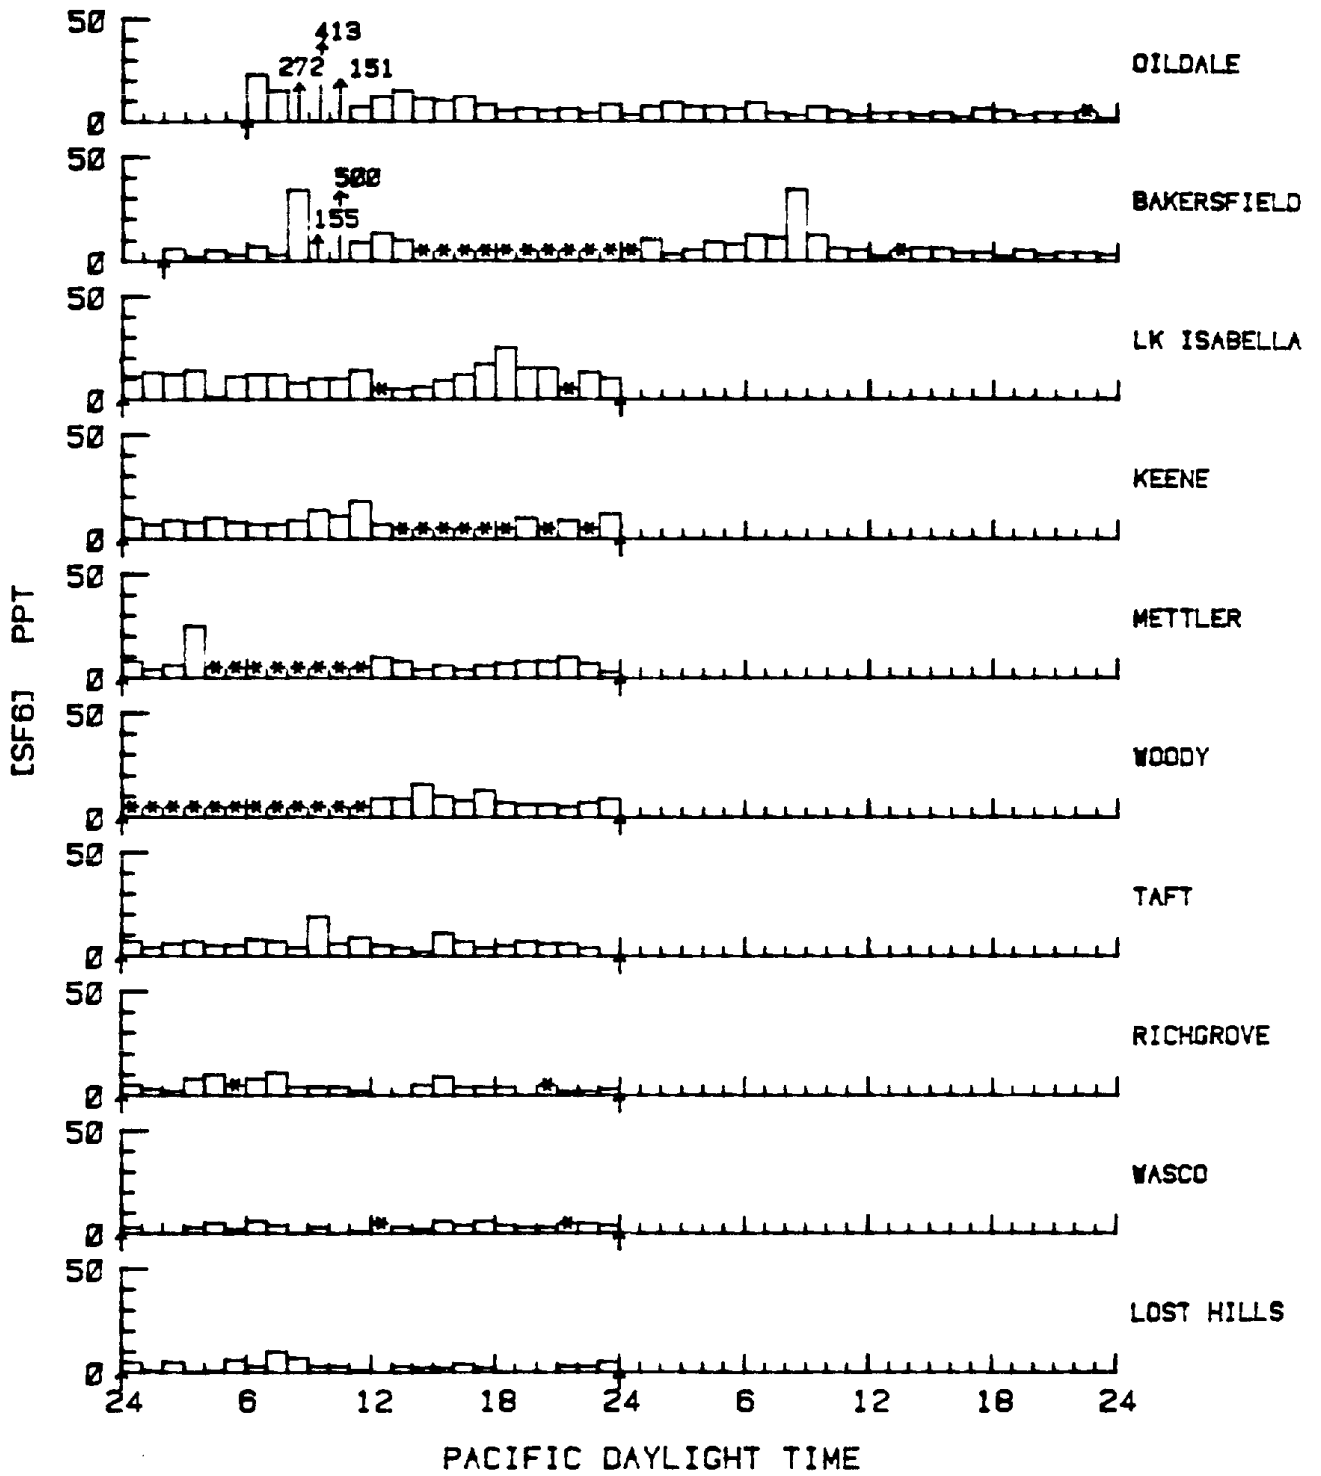 50
413
272
151
OILDALE
0
50
500
155
BAKERSFIELD
0
50
LK ISABELLA
0
50
KEENE
0
50
METTLER
0
[SF6] PPT
50
WOODY
0
50
TAFT
0
50
RICHGROVE
0
50
WASCO
0
50
LOST HILLS
0
24 6 12 18 24 6 12 18 24
PACIFIC DAYLIGHT TIME